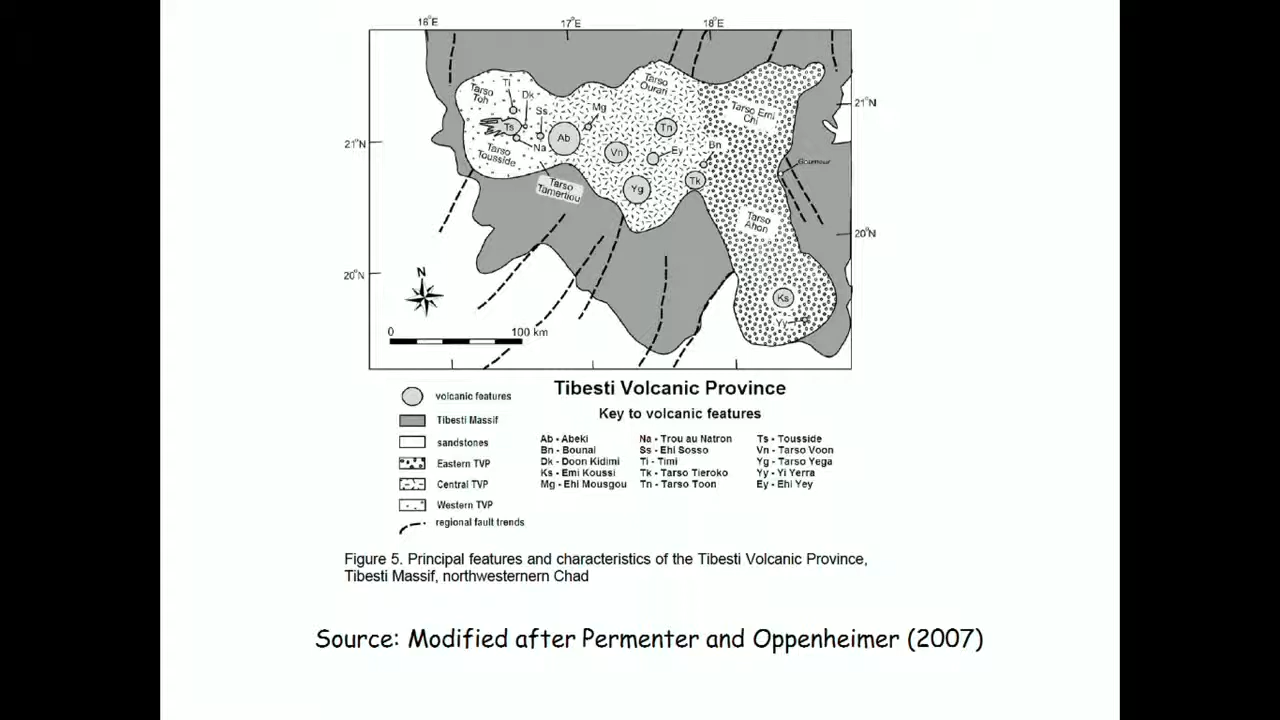 16°E
17°E
18°E
Tarso
Toh
Ti
Dk
Ss
Mg
Tarso
Ourari
Tarso Emi
Chi
21°N
21°N
Ts
Na
Ab
Vn
Tn
Ey
Bn
Tarso
Tousside
Tarso
Tamertiou
Yg
Tk
Tarso
Ahon
20°N
20°N
N
Ks
Yy
0
100 km
Tibesti Volcanic Province
Key to volcanic features
volcanic features
Tibesti Massif
sandstones
Eastern TVP
Central TVP
Western TVP
regional fault trends
Ab - Abeki
Bn - Bounai
Dk - Doon Kidimi
Ks - Emi Koussi
Mg - Ehi Mousgou
Na - Trou au Natron
Ss - Ehi Sosso
Ti - Timi
Tk - Tarso Tieroko
Tn - Tarso Toon
Ts - Tousside
Vn - Tarso Voon
Yg - Tarso Yega
Yy - Yi Yerra
Ey - Ehi Yey
Figure 5. Principal features and characteristics of the Tibesti Volcanic Province,
Tibesti Massif, northwesternern Chad
Source: Modified after Permenter and Oppenheimer (2007)